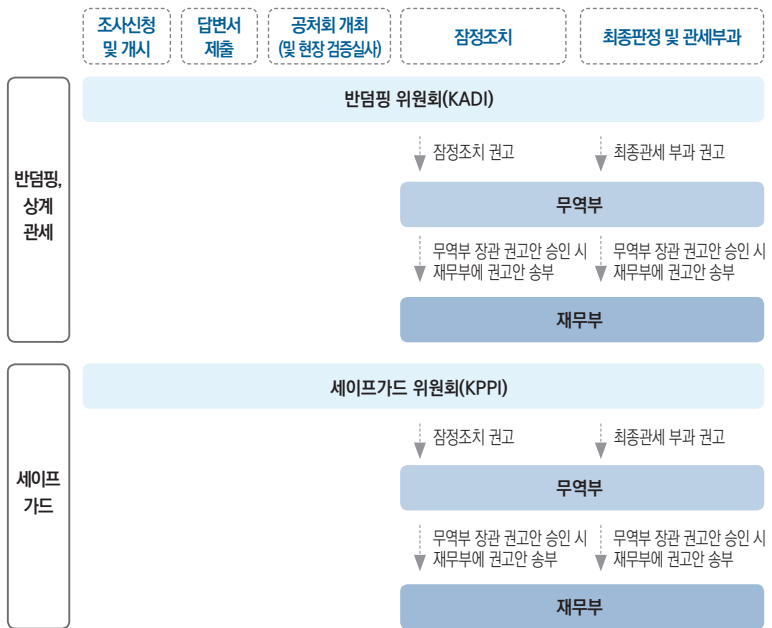 조사신청
및 개시
답변서
제출
공처회 개최
(및 현장 검증실사)
잠정조치
최종판정 및 관세부과
반덤핑,
상계
관세
반덤핑 위원회(KADI)
잠정조치 권고
최종관세 부과 권고
무역부
무역부 장관 권고안 승인 시
재무부에 권고안 송부
무역부 장관 권고안 승인 시
재무부에 권고안 송부
재무부
세이프
가드
세이프가드 위원회(KPPI)
잠정조치 권고
최종관세 부과 권고
무역부
무역부 장관 권고안 승인 시
재무부에 권고안 송부
무역부 장관 권고안 승인 시
재무부에 권고안 송부
재무부